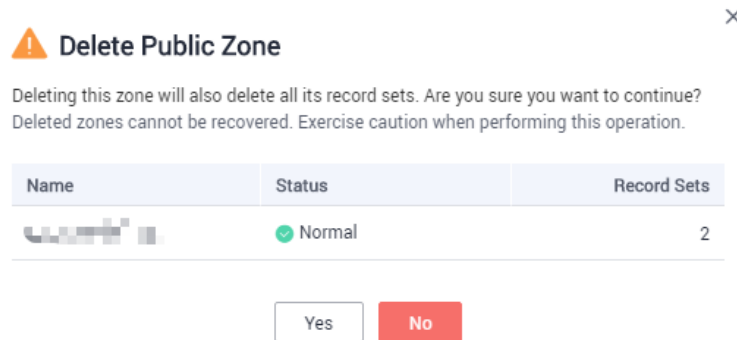 Delete Public Zone
Deleting this zone will also delete all its record sets. Are you sure you want to continue?
Deleted zones cannot be recovered. Exercise caution when performing this operation.
Name Status Record Sets
Normal 2
Yes No